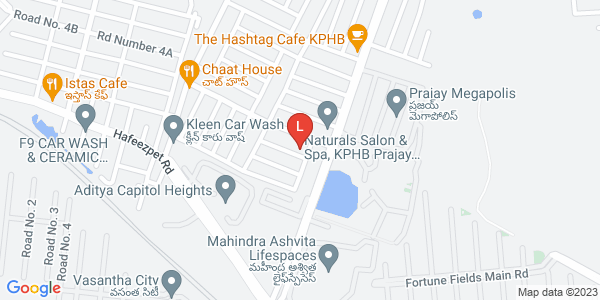 Road No. 4B
Rd Number 4A
The Hashtag Cafe KPHB
Chaat House
చాట్ హౌస్
Istas Cafe
ఇస్తాస్ కేఫ్
Prajay Megapolis
ప్రజయ్
మెగాపోలిస్
Kleen Car Wash
క్లీన్ కారు వాష్
L
Naturals Salon &
Spa, KPHB Prajay...
F9 CAR WASH
& CERAMIC...
Hafeezpet Rd
Aditya Capitol Heights
Road No. 2
Road No. 3
Road No. 4
Mahindra Ashvita
Lifespaces
మహీంద్ర అశ్విత
లైఫ్‌స్పేసెస్
Vasantha City
వసంత సిటీ
Fortune Fields Main Rd
Google
Map data ©2023